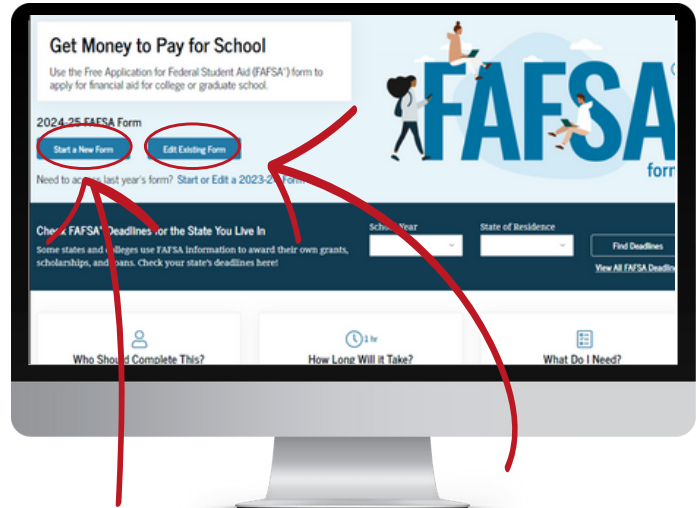 Get Money to Pay for School
Use the Free Application for Federal Student Aid (FAFSA®) form to
apply for financial aid for college or graduate school.
FAFSA
form
2024-25 FAFSA Form
Start a New Form
Edit Existing Form
Need to access last year's form? Start or Edit a 2023-24 Form
Check FAFSA® Deadlines for the State You Live In
Some states and colleges use FAFSA information to award their own grants,
scholarships, and loans. Check your state's deadlines here!
School Year
State of Residence
Find Deadlines
View All FAFSA Deadlin
Who Should Complete This?
1 hr
How Long Will it Take?
What Do I Need?